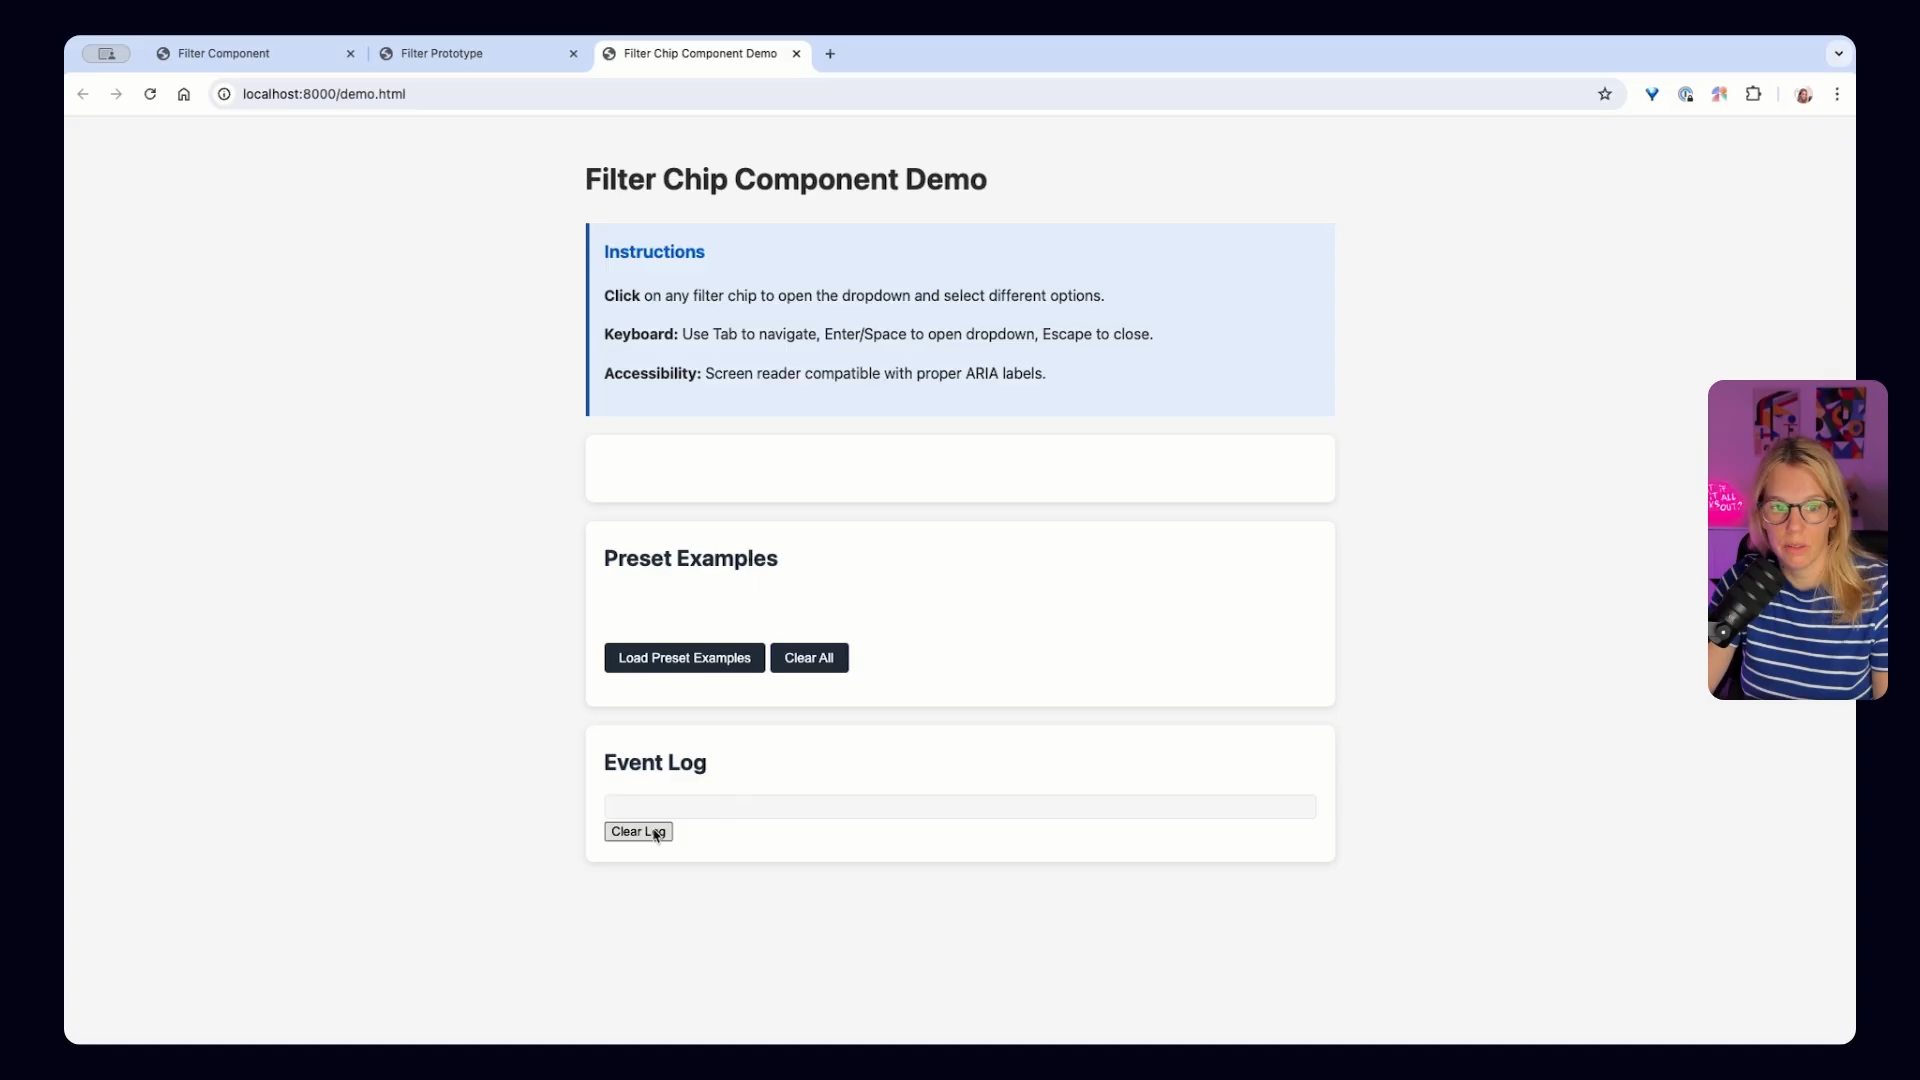 Filter Component
Filter Prototype
Filter Chip Component Demo
localhost:8000/demo.html
Filter Chip Component Demo
Instructions
Click on any filter chip to open the dropdown and select different options.
Keyboard: Use Tab to navigate, Enter/Space to open dropdown, Escape to close.
Accessibility: Screen reader compatible with proper ARIA labels.
Preset Examples
Load Preset Examples
Clear All
Event Log
Clear Log